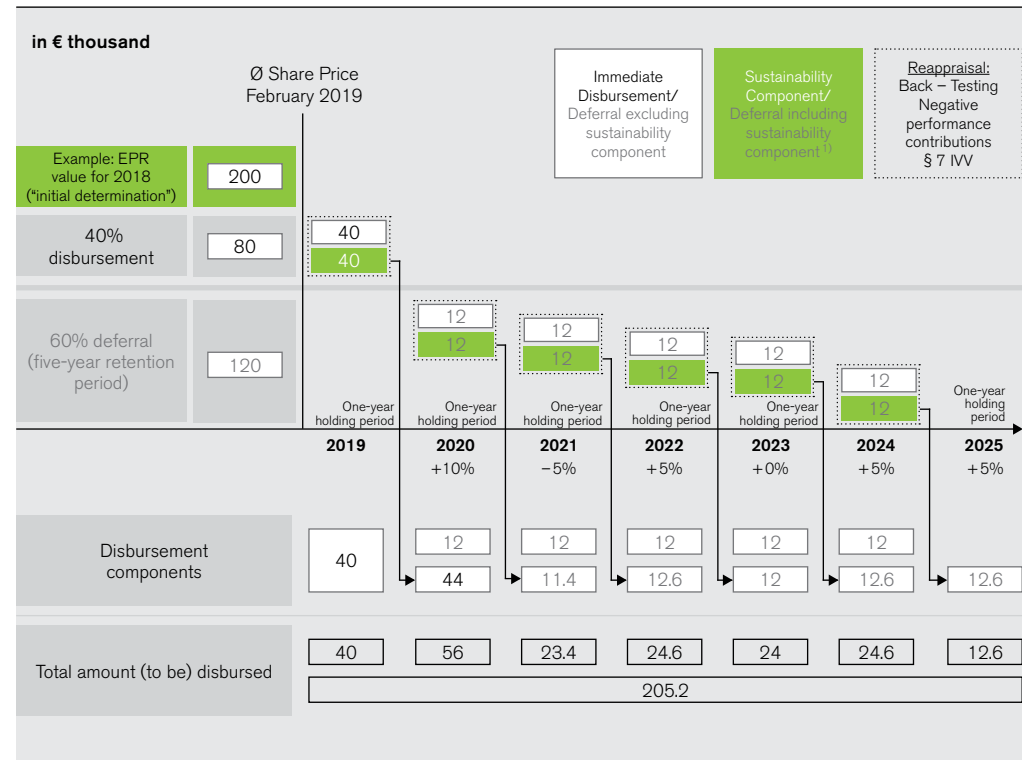 in € thousand
Ø Share Price
February 2019
Immediate
Disbursement/
Deferral excluding
sustainability
component
Sustainability
Component/
Deferral including
sustainability
component 1)
Reappraisal:
Back – Testing
Negative
performance
contributions
§ 7 IVV
Example: EPR
value for 2018
(“initial determination”)
200
40%
disbursement
80
40
40
60% deferral
(five-year retention
period)
120
12
12
12
12
12
12
12
12
12
12
One-year
holding period
One-year
holding period
One-year
holding period
One-year
holding period
One-year
holding period
One-year
holding
period
2019
2020
2021
2022
2023
2024
2025
+10%
–5%
+5%
+0%
+5%
+5%
Disbursement
components
40
12
12
12
12
12
44
11.4
12.6
12
12.6
12.6
Total amount (to be) disbursed
40
56
23.4
24.6
24
24.6
12.6
205.2